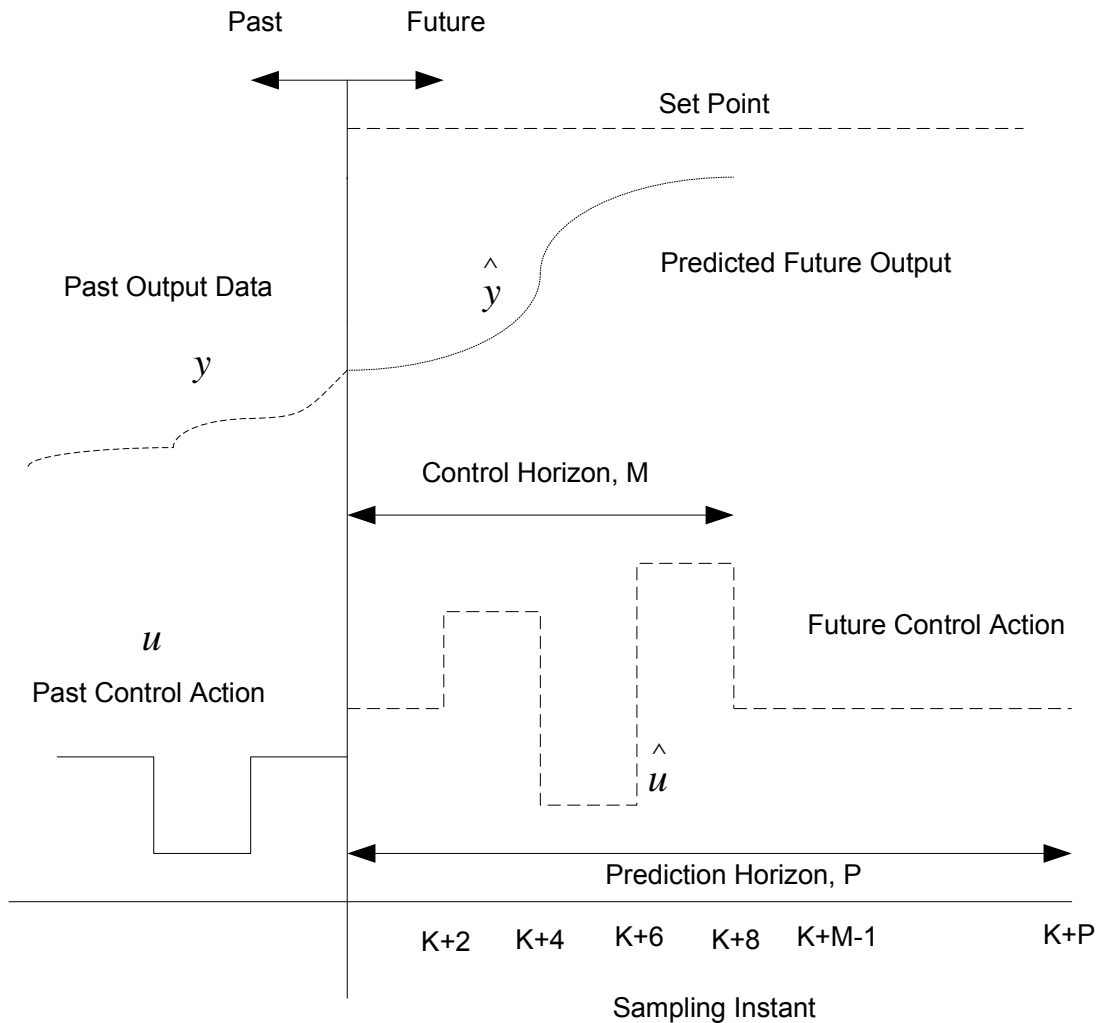 Past
Future
Set Point
Predicted Future Output
Past Output Data
ŷ
y
Control Horizon, M
Future Control Action
u
Past Control Action
û
Prediction Horizon, P
K+2
K+4
K+6
K+8
K+M-1
K+P
Sampling Instant